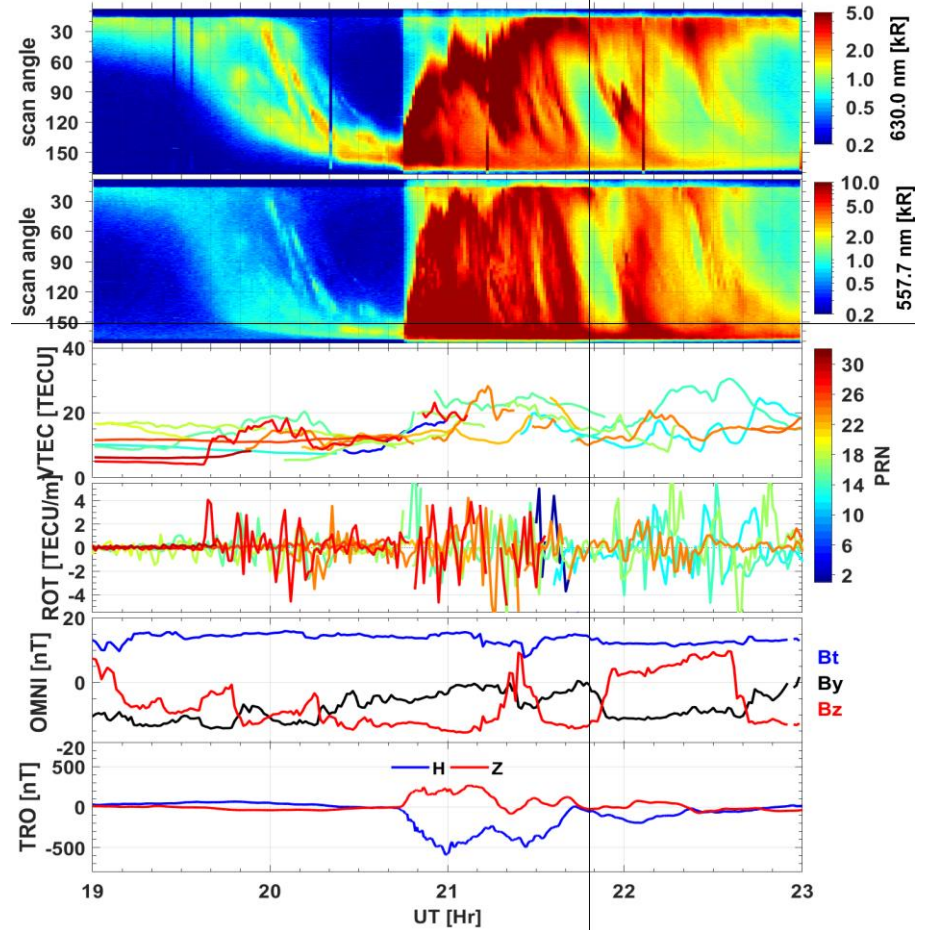 30
60
90
120
150
scan angle
5.0
2.0
1.0
0.5
0.2
630.0 nm [kR]
30
60
90
120
150
scan angle
10.0
5.0
2.0
1.0
0.5
0.2
557.7 nm [kR]
40
20
0
VTEC [TECU]
4
2
0
-2
-4
ROT [TECU/m]
30
26
22
18
14
10
6
2
PRN
20
0
-20
OMNI [nT]
Bt
By
Bz
500
0
-500
TRO [nT]
H Z
19 20 21 22 23
UT [Hr]